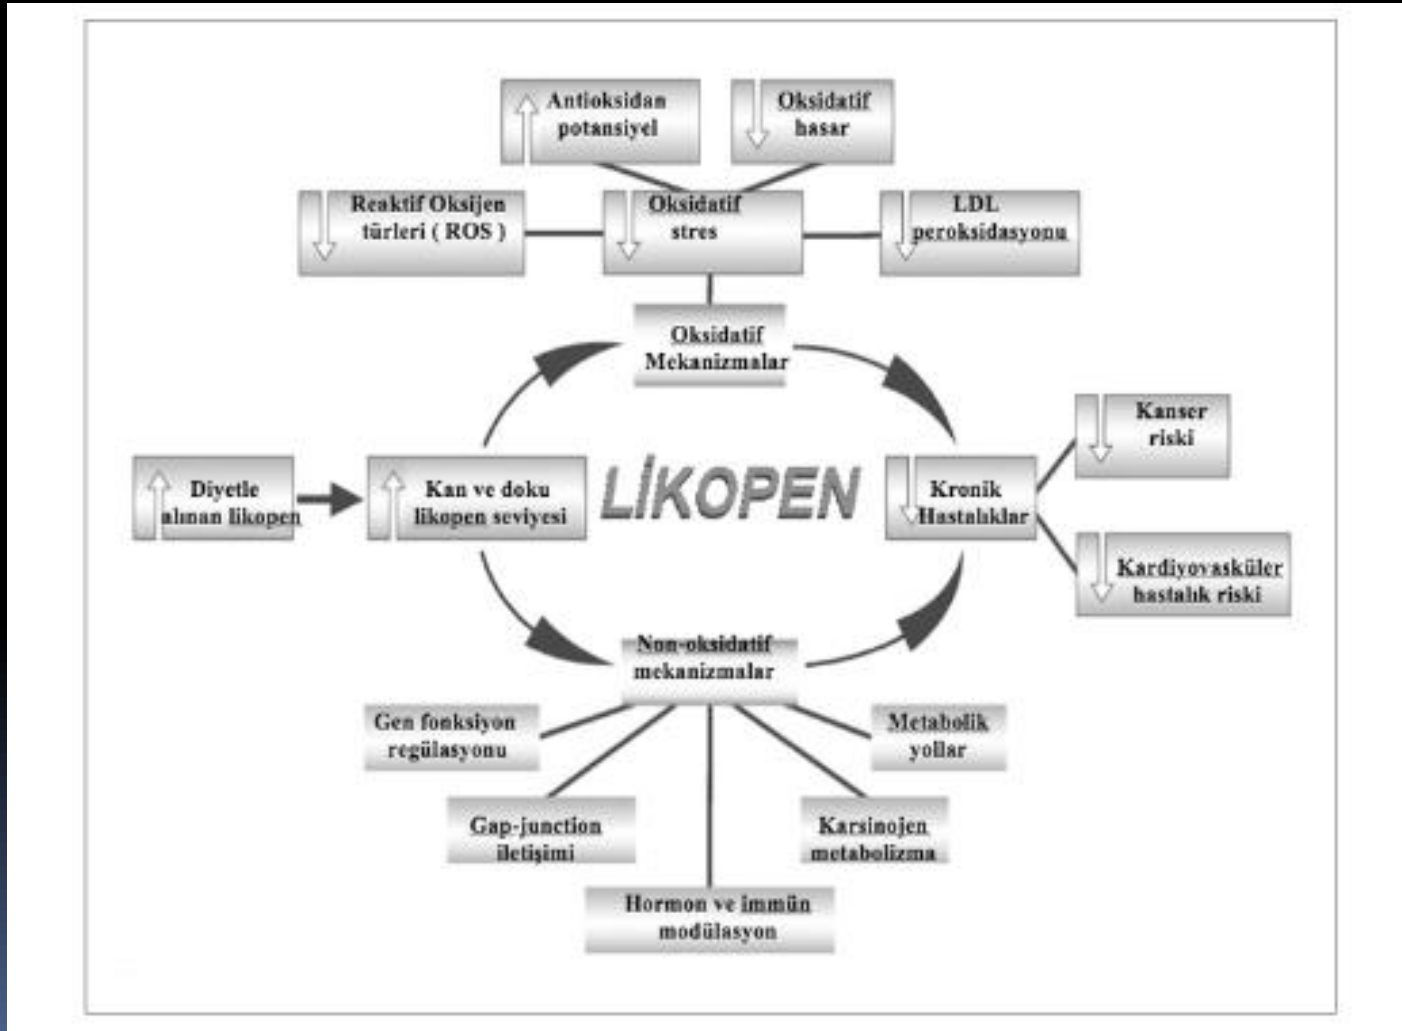 Antioksidan
potansiyel
Oksidatif
hasar
Reaktif Oksijen
türleri ( ROS )
Oksidatif
stres
LDL
peroksidasyonu
Oksidatif
Mekanizmalar
Kanser
riski
Diyetle
alınan likopen
Kan ve doku
likopen seviyesi
LİKOPEN
Kronik
Hastalıklar
Kardiyovasküler
hastalık riski
Non-oksidatif
mekanizmalar
Gen fonksiyon
regülasyonu
Metabolik
yollar
Gap-junction
iletişimi
Karsinojen
metabolizma
Hormon ve immün
modülasyon